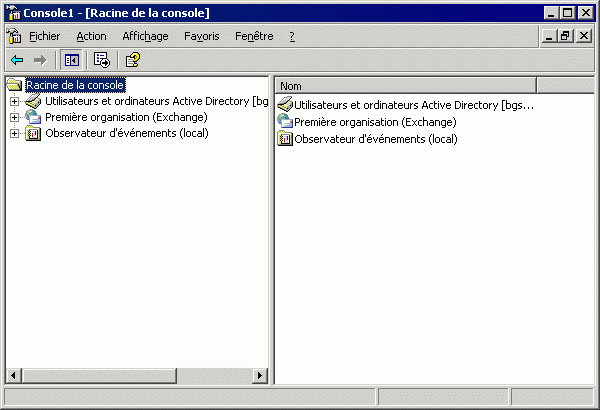 Console1 - [Racine de la console]
Fichier Action Affichage Favoris Fenêtre ?
Racine de la console
Utilisateurs et ordinateurs Active Directory [bg
Première organisation (Exchange)
Observateur d'événements (local)
Nom
Utilisateurs et ordinateurs Active Directory [bgs...
Première organisation (Exchange)
Observateur d'événements (local)